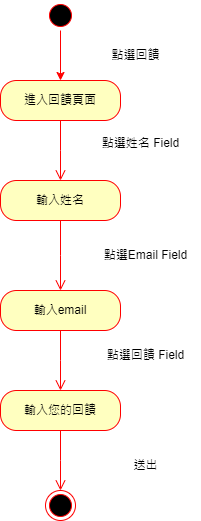 點選回饋
進入回饋頁面
點選姓名 Field
輸入姓名
點選Email Field
輸入email
點選回饋 Field
輸入您的回饋
送出